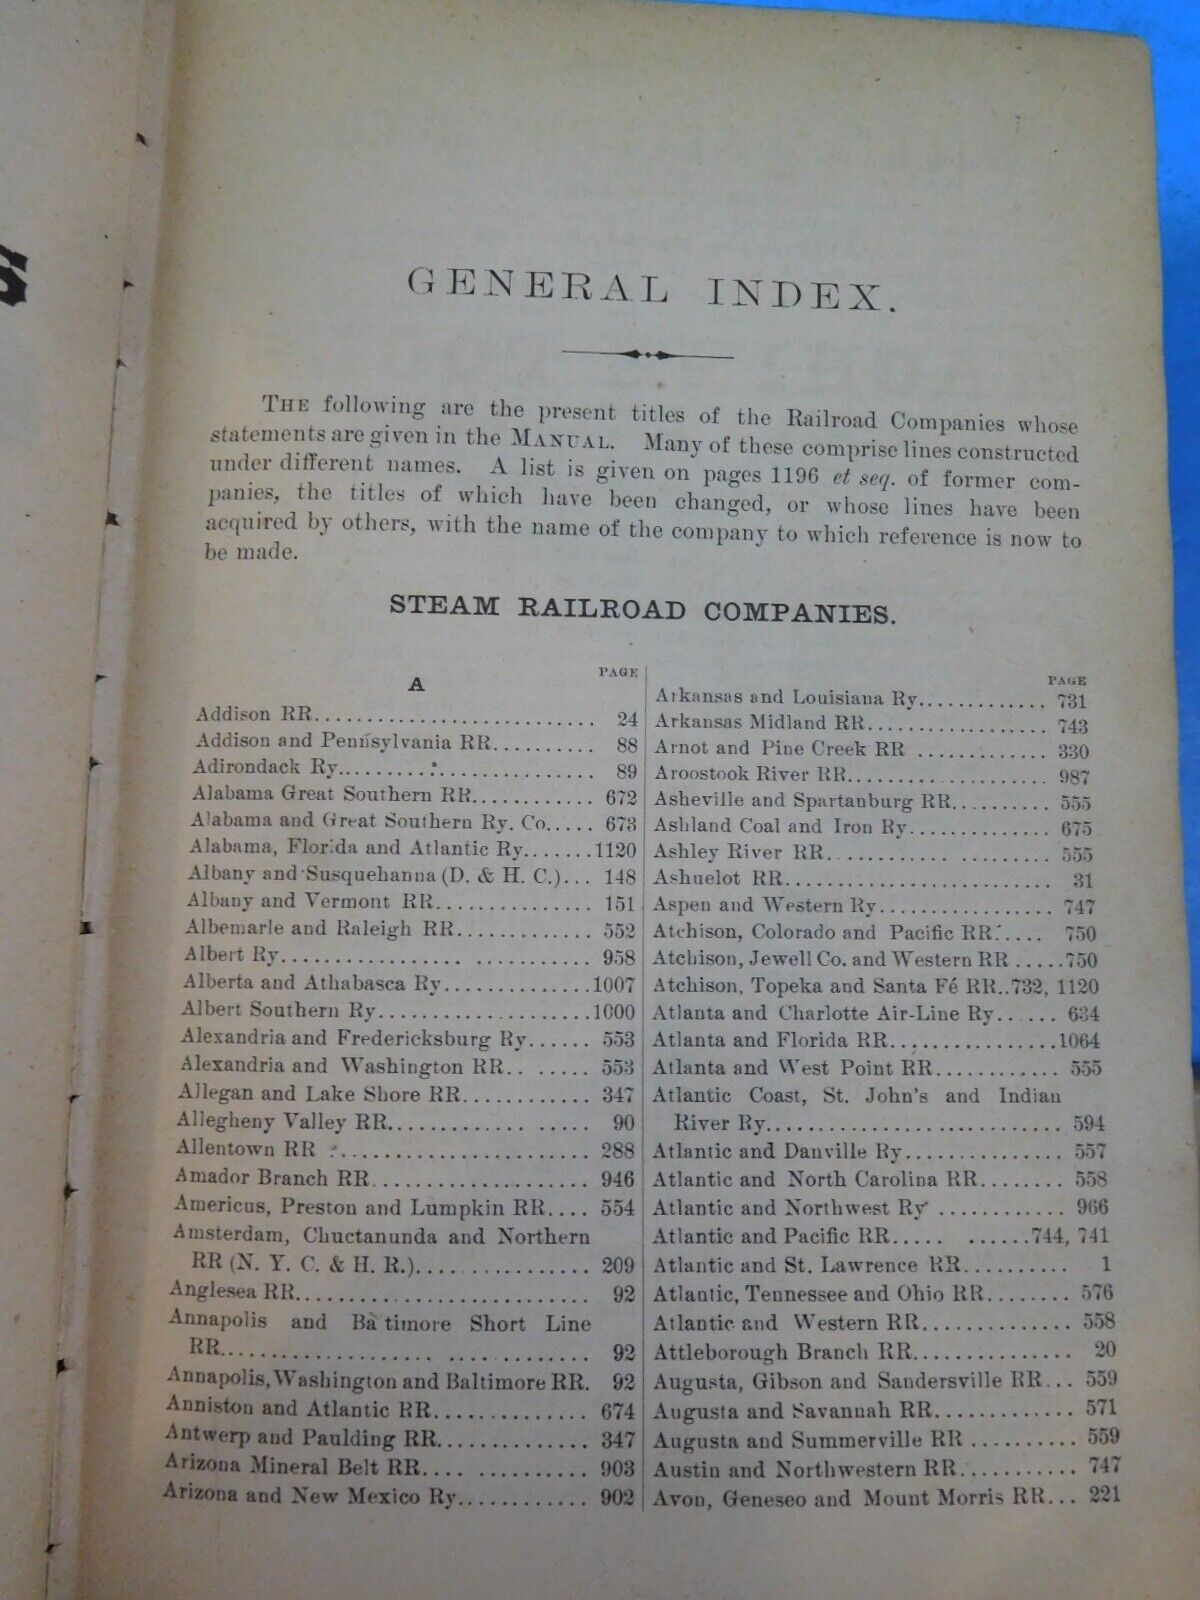 GENERAL INDEX.
THE following are the present titles of the Railroad Companies whose
statements are given in the MANUAL. Many of these comprise lines constructed
under different names. A list is given on pages 1196 et seq. of former com-
panies, the titles of which have been changed, or whose lines have been
acquired by others, with the name of the company to which reference is now to
be made.
STEAM RAILROAD COMPANIES.
PAGE
A
Addison RR............................ 24
Addison and Pennsylvania RR.......... 88
Adirondack Ry......................... 89
Alabama Great Southern RR............ 672
Alabama and Great Southern Ry. Co..... 673
Alabama, Florida and Atlantic Ry.......1120
Albany and Susquehanna (D. & H. C.)... 148
Albany and Vermont RR............... 151
Albemarle and Raleigh RR............. 552
Albert Ry............................. 958
Alberta and Athabasca Ry..............1007
Albert Southern Ry....................1000
Alexandria and Fredericksburg Ry...... 553
Alexandria and Washington RR........ 553
Allegan and Lake Shore RR............ 347
Allegheny Valley RR.................. 90
Allentown RR ........................ 288
Amador Branch RR.................... 946
Americus, Preston and Lumpkin RR.... 554
Amsterdam, Chuctanunda and Northern
RR (N. Y. C. & H. R.)................. 209
Anglesea RR........................... 92
Annapolis and Ba timore Short Line
RR................................... 92
Annapolis, Washington and Baltimore RR. 92
Anniston and Atlantic RR.............. 674
Antwerp and Paulding RR.............. 347
Arizona Mineral Belt RR.... ........... 903
Arizona and New Mexico Ry............ 902
PAGE
Arkansas and Louisiana Ry............. 731
Arkansas Midland RR.................. 743
Arnot and Pine Creek RR ............. 330
Aroostook River RR.................... 987
Asheville and Spartanburg RR.......... 555
Ashland Coal and Iron Ry.............. 675
Ashley River RR...................... 555
Ashuelot RR........................... 31
Aspen and Western Ry................. 747
Atchison, Colorado and Pacific RR..... 750
Atchison, Jewell Co. and Western RR .....750
Atchison, Topeka and Santa Fé RR..732, 1120
Atlanta and Charlotte Air-Line Ry...... 634
Atlanta and Florida RR................1064
Atlanta and West Point RR............ 555
Atlantic Coast, St. John's and Indian
River Ry............................. 594
Atlantic and Danville Ry............... 557
Atlantic and North Carolina RR........ 558
Atlantic and Northwest Ry ............ 966
Atlantic and Pacific RR..... ......744, 741
Atlantic and St. Lawrence RR.......... 1
Atlantic, Tennessee and Ohio RR........ 576
Atlantic and Western RR.............. 558
Attleborough Branch RR............... 20
Augusta, Gibson and Sandersville RR... 559
Augusta and Savannah RR............. 571
Augusta and Summerville RR .......... 559
Austin and Northwestern RR........... 747
Avon, Geneseo and Mount Morris RR... 221